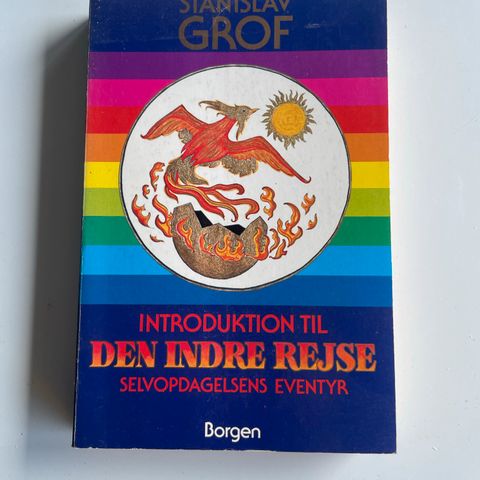 STANISLAV
GROF
INTRODUKTION TIL
DEN INDRE REJSE
SELVOPDAGELSENS EVENTYR
Borgen